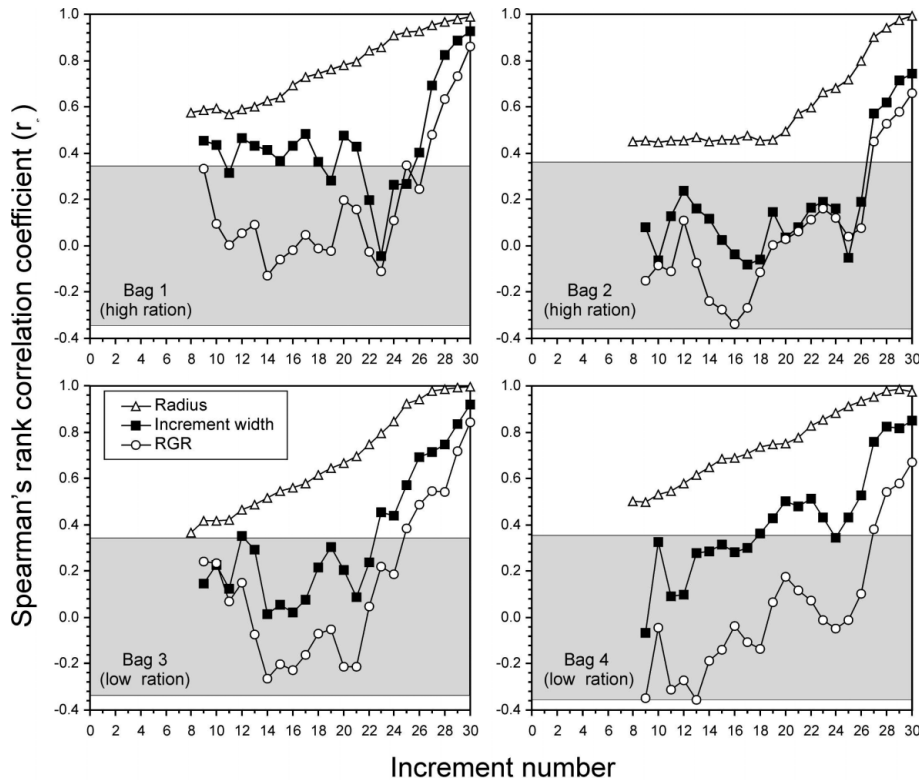 Spearman's rank correlation coefficient (r
1.0
0.8
0.6
0.4
0.2
0.0
-0.2
-0.4
0 2 4 6 8 10 12 14 16 18 20 22 24 26 28 30
Bag 1
(high ration)
1.0
0.8
0.6
0.4
0.2
0.0
-0.2
-0.4
0 2 4 6 8 10 12 14 16 18 20 22 24 26 28 30
Bag 2
(high ration)
1.0
0.8
0.6
0.4
0.2
0.0
-0.2
-0.4
0 2 4 6 8 10 12 14 16 18 20 22 24 26 28 30
Radius
Increment width
RGR
Bag 3
(low ration)
1.0
0.8
0.6
0.4
0.2
0.0
-0.2
-0.4
0 2 4 6 8 10 12 14 16 18 20 22 24 26 28 30
Bag 4
(low ration)
Increment number